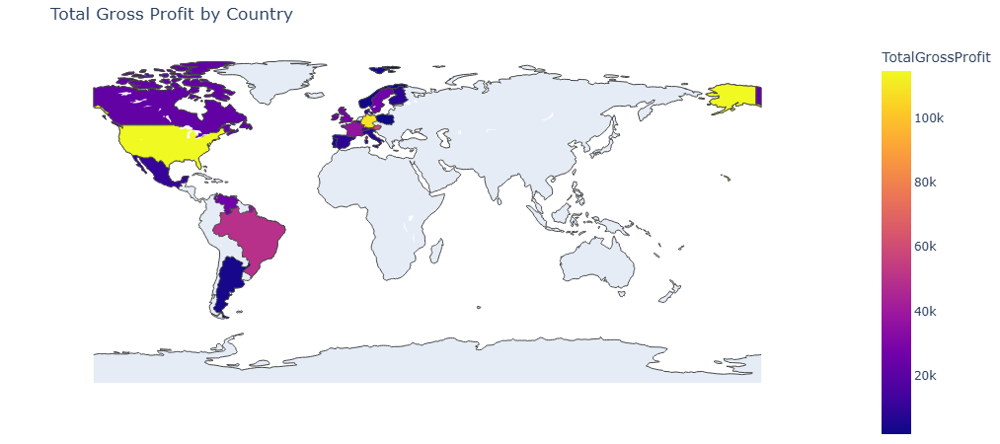 Total Gross Profit by Country
TotalGrossProfit
100k
80k
60k
40k
20k